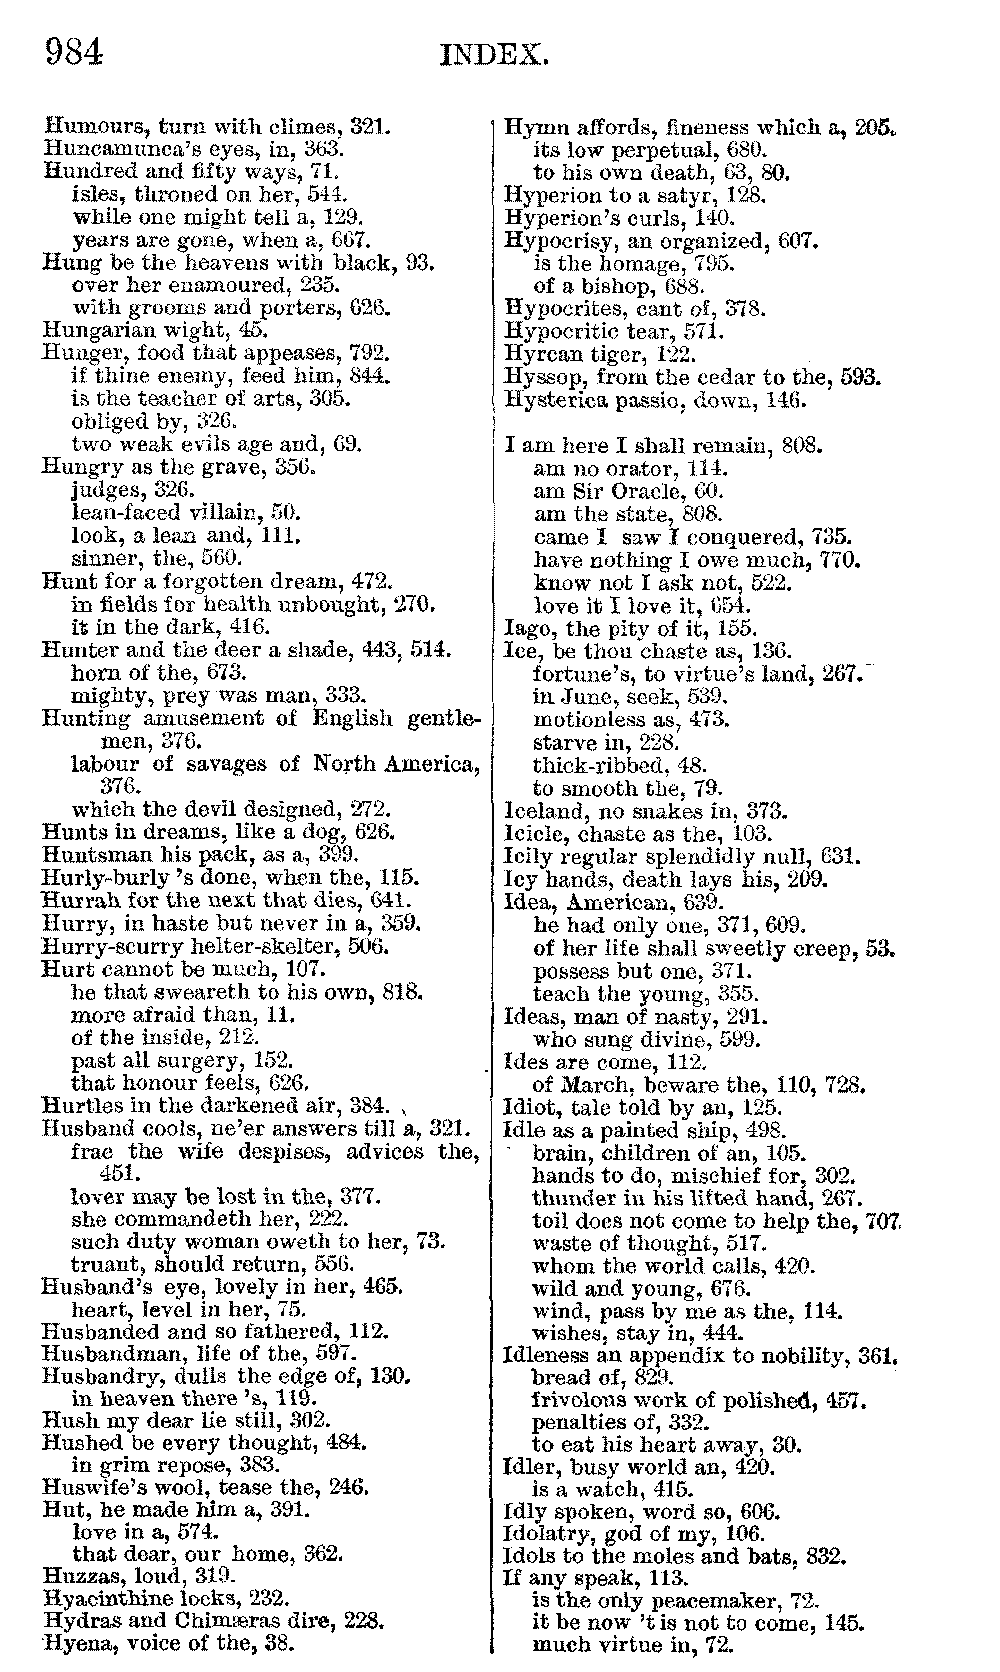 984
INDEX.
Humours, turn with climes, 321.
Huncamunca's eyes, in, 363.
Hundred and fifty ways, 71.
isles, throned on her, 544.
while one might tell a, 129.
years are gone, when a, 667.
Hung be the heavens with black, 93.
over her enamoured, 235.
with grooms and porters, 626.
Hungarian wight, 45.
Hunger, food that appeases, 792.
if thine enemy, feed him, 844.
is the teacher of arts, 305.
obliged by, 326.
two weak evils age and, 69.
Hungry as the grave, 356.
judges, 326.
lean-faced villain, 50.
look, a lean and, 111.
sinner, the, 560.
Hunt for a forgotten dream, 472.
in fields for health unbought, 270.
it in the dark, 416.
Hunter and the deer a shade, 443, 514.
horn of the, 673.
mighty, prey was man, 333.
Hunting amusement of English gentle-
men, 376.
labour of savages of North America,
376.
which the devil designed, 272.
Hunts in dreams, like a dog, 626.
Huntsman his pack, as a, 399.
Hurly-burly 's done, when the, 115.
Hurrah for the next that dies, 641.
Hurry, in haste but never in a, 359.
Hurry-scurry helter-skelter, 506.
Hurt cannot be much, 107.
he that sweareth to his own, 818.
more afraid than, 11.
of the inside, 212.
past all surgery, 152.
that honour feels, 626.
Hurtles in the darkened air, 384.
Husband cools, ne'er answers till a, 321.
frae the wife despises, advices the,
451.
lover may be lost in the, 377.
she commandeth her, 222.
such duty woman oweth to her, 73.
truant, should return, 556.
Husband's eye, lovely in her, 465.
heart, level in her, 75.
Husbanded and so fathered, 112.
Husbandman, life of the, 597.
Husbandry, dulls the edge of, 130.
in heaven there 's, 119.
Hush my dear lie still, 302.
Hushed be every thought, 484.
in grim repose, 383.
Huswife's wool, tease the, 246.
Hut, he made him a, 391.
love in a, 574.
that dear, our home, 362.
Huzzas, loud, 319.
Hyacinthine locks, 232.
Hydras and Chimæras dire, 228.
Hyena, voice of the, 38.
Hymn affords, fineness which a, 205.
its low perpetual, 680.
to his own death, 63, 80.
Hyperion to a satyr, 128.
Hyperion's curls, 140.
Hypocrisy, an organized, 607.
is the homage, 795.
of a bishop, 688.
Hypocrites, cant of, 378.
Hypocritic tear, 571.
Hyrcan tiger, 122.
Hyssop, from the cedar to the, 593.
Hysterica passio, down, 146.
I am here I shall remain, 808.
am no orator, 114.
am Sir Oracle, 60.
am the state, 808.
came I saw I conquered, 735.
have nothing I owe much, 770.
know not I ask not, 522.
love it I love it, 654.
Iago, the pity of it, 155.
Ice, be thou chaste as, 136.
fortune's, to virtue's land, 267.
in June, seek, 539.
motionless as, 473.
starve in, 228.
thick-ribbed, 48.
to smooth the, 79.
Iceland, no snakes in, 373.
Icicle, chaste as the, 103.
Icily regular splendidly null, 631.
Icy hands, death lays his, 209.
Idea, American, 639.
he had only one, 371, 609.
of her life shall sweetly creep, 53.
possess but one, 371.
teach the young, 355.
Ideas, man of nasty, 291.
who sung divine, 599.
Ides are come, 112.
of March, beware the, 110, 728.
Idiot, tale told by an, 125.
Idle as a painted ship, 498.
brain, children of an, 105.
hands to do, mischief for, 302.
thunder in his lifted hand, 267.
toil does not come to help the, 707.
waste of thought, 517.
whom the world calls, 420.
wild and young, 676.
wind, pass by me as the, 114.
wishes, stay in, 444.
Idleness an appendix to nobility, 361.
bread of, 829.
frivolous work of polished, 457.
penalties of, 332.
to eat his heart away, 30.
Idler, busy world an, 420.
is a watch, 415.
Idly spoken, word so, 606.
Idolatry, god of my, 106.
Idols to the moles and bats, 832.
If any speak, 113.
is the only peacemaker, 72.
it be now 't is not to come, 145.
much virtue in, 72.